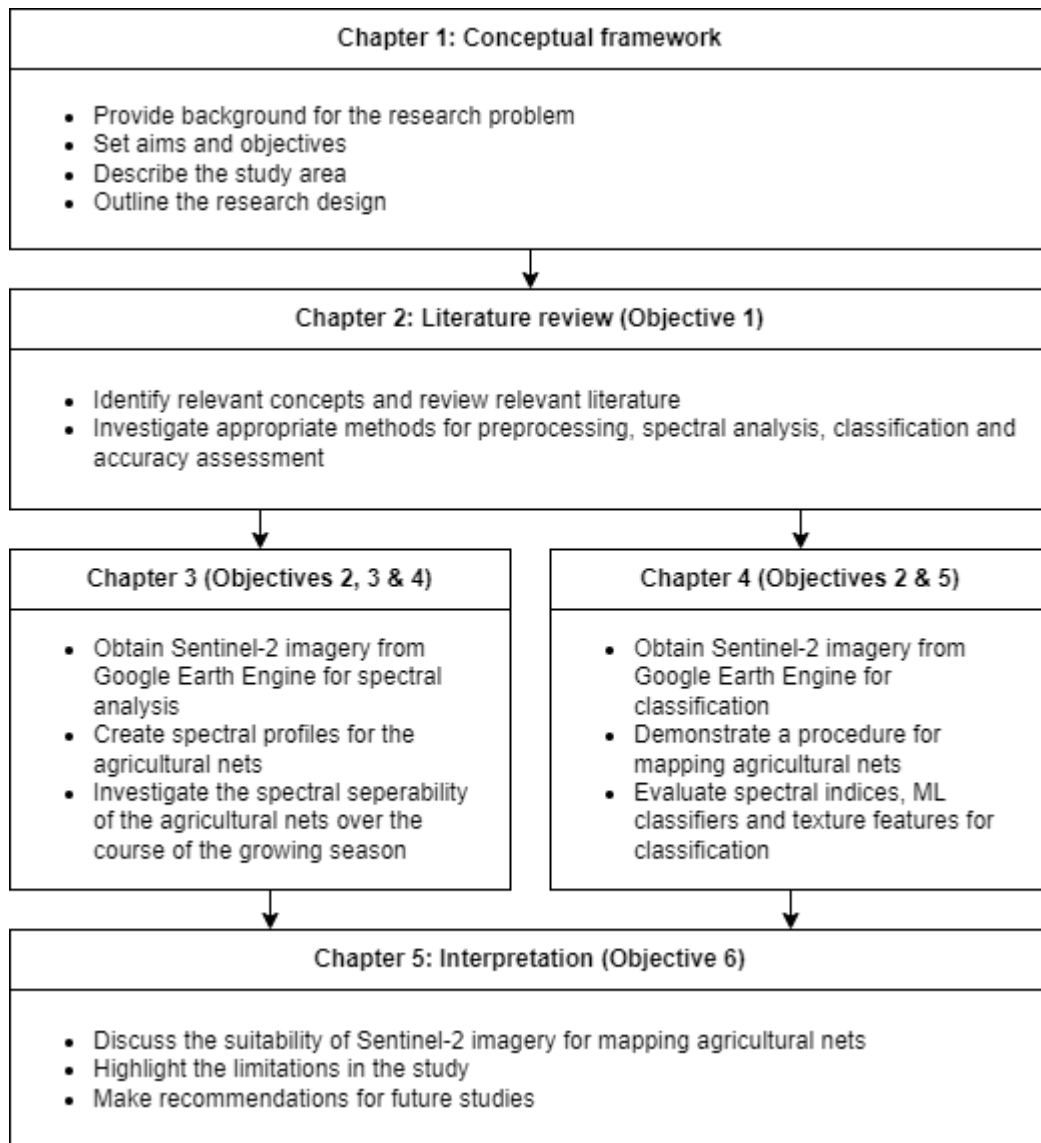 Chapter 1: Conceptual framework
• Provide background for the research problem
• Set aims and objectives
• Describe the study area
• Outline the research design
Chapter 2: Literature review (Objective 1)
• Identify relevant concepts and review relevant literature
• Investigate appropriate methods for preprocessing, spectral analysis, classification and
accuracy assessment
Chapter 3 (Objectives 2, 3 & 4)
• Obtain Sentinel-2 imagery from
Google Earth Engine for spectral
analysis
• Create spectral profiles for the
agricultural nets
• Investigate the spectral seperability
of the agricultural nets over the
course of the growing season
Chapter 4 (Objectives 2 & 5)
• Obtain Sentinel-2 imagery from
Google Earth Engine for
classification
• Demonstrate a procedure for
mapping agricultural nets
• Evaluate spectral indices, ML
classifiers and texture features for
classification
Chapter 5: Interpretation (Objective 6)
• Discuss the suitability of Sentinel-2 imagery for mapping agricultural nets
• Highlight the limitations in the study
• Make recommendations for future studies